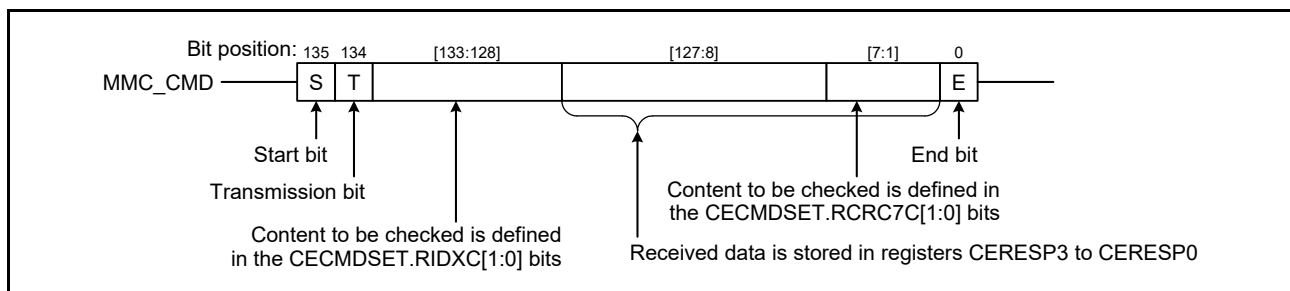 Bit position: 135 134 [133:128] [127:8] [7:1] 0
MMC_CMD S T E
Start bit End bit
Transmission bit
Content to be checked is defined in
the CECMDSET.RCRC7C[1:0] bits
Content to be checked is defined
in the CECMDSET.RIDXC[1:0] bits
Received data is stored in registers CERESP3 to CERESP0